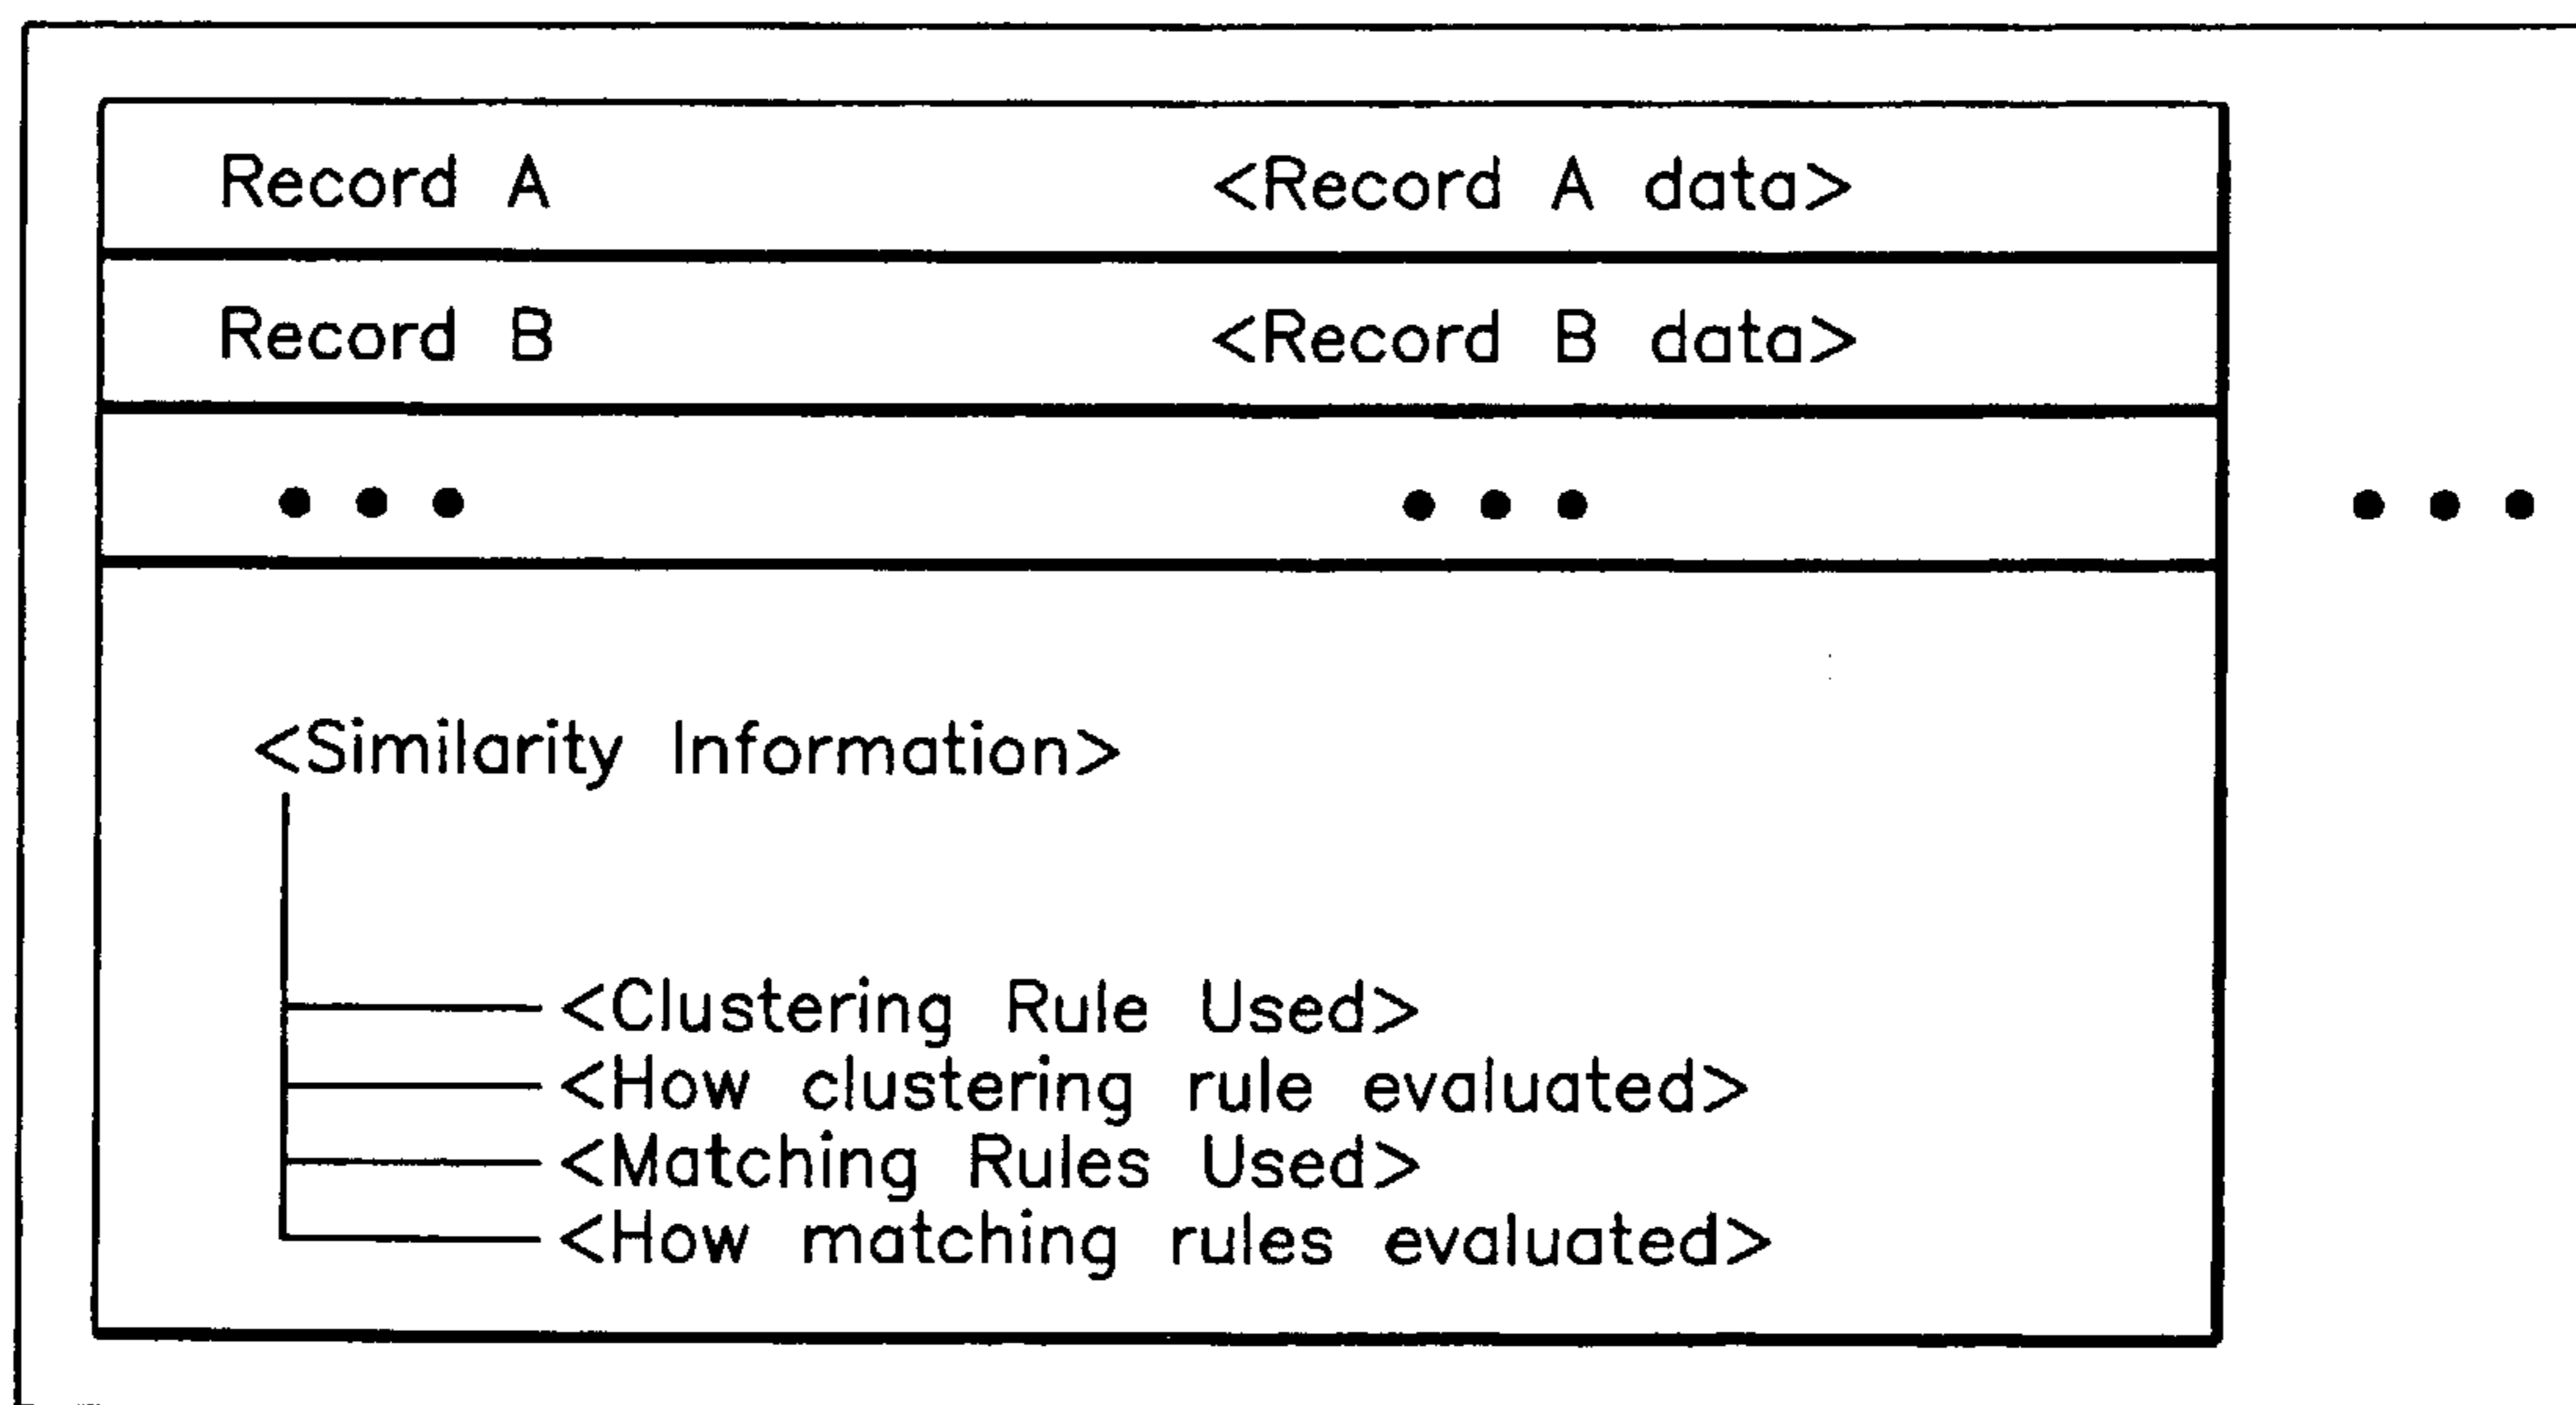 Record A <Record A data>
Record B <Record B data>
• • • • • • • • •
<Similarity Information>
<Clustering Rule Used>
<How clustering rule evaluated>
<Matching Rules Used>
<How matching rules evaluated>